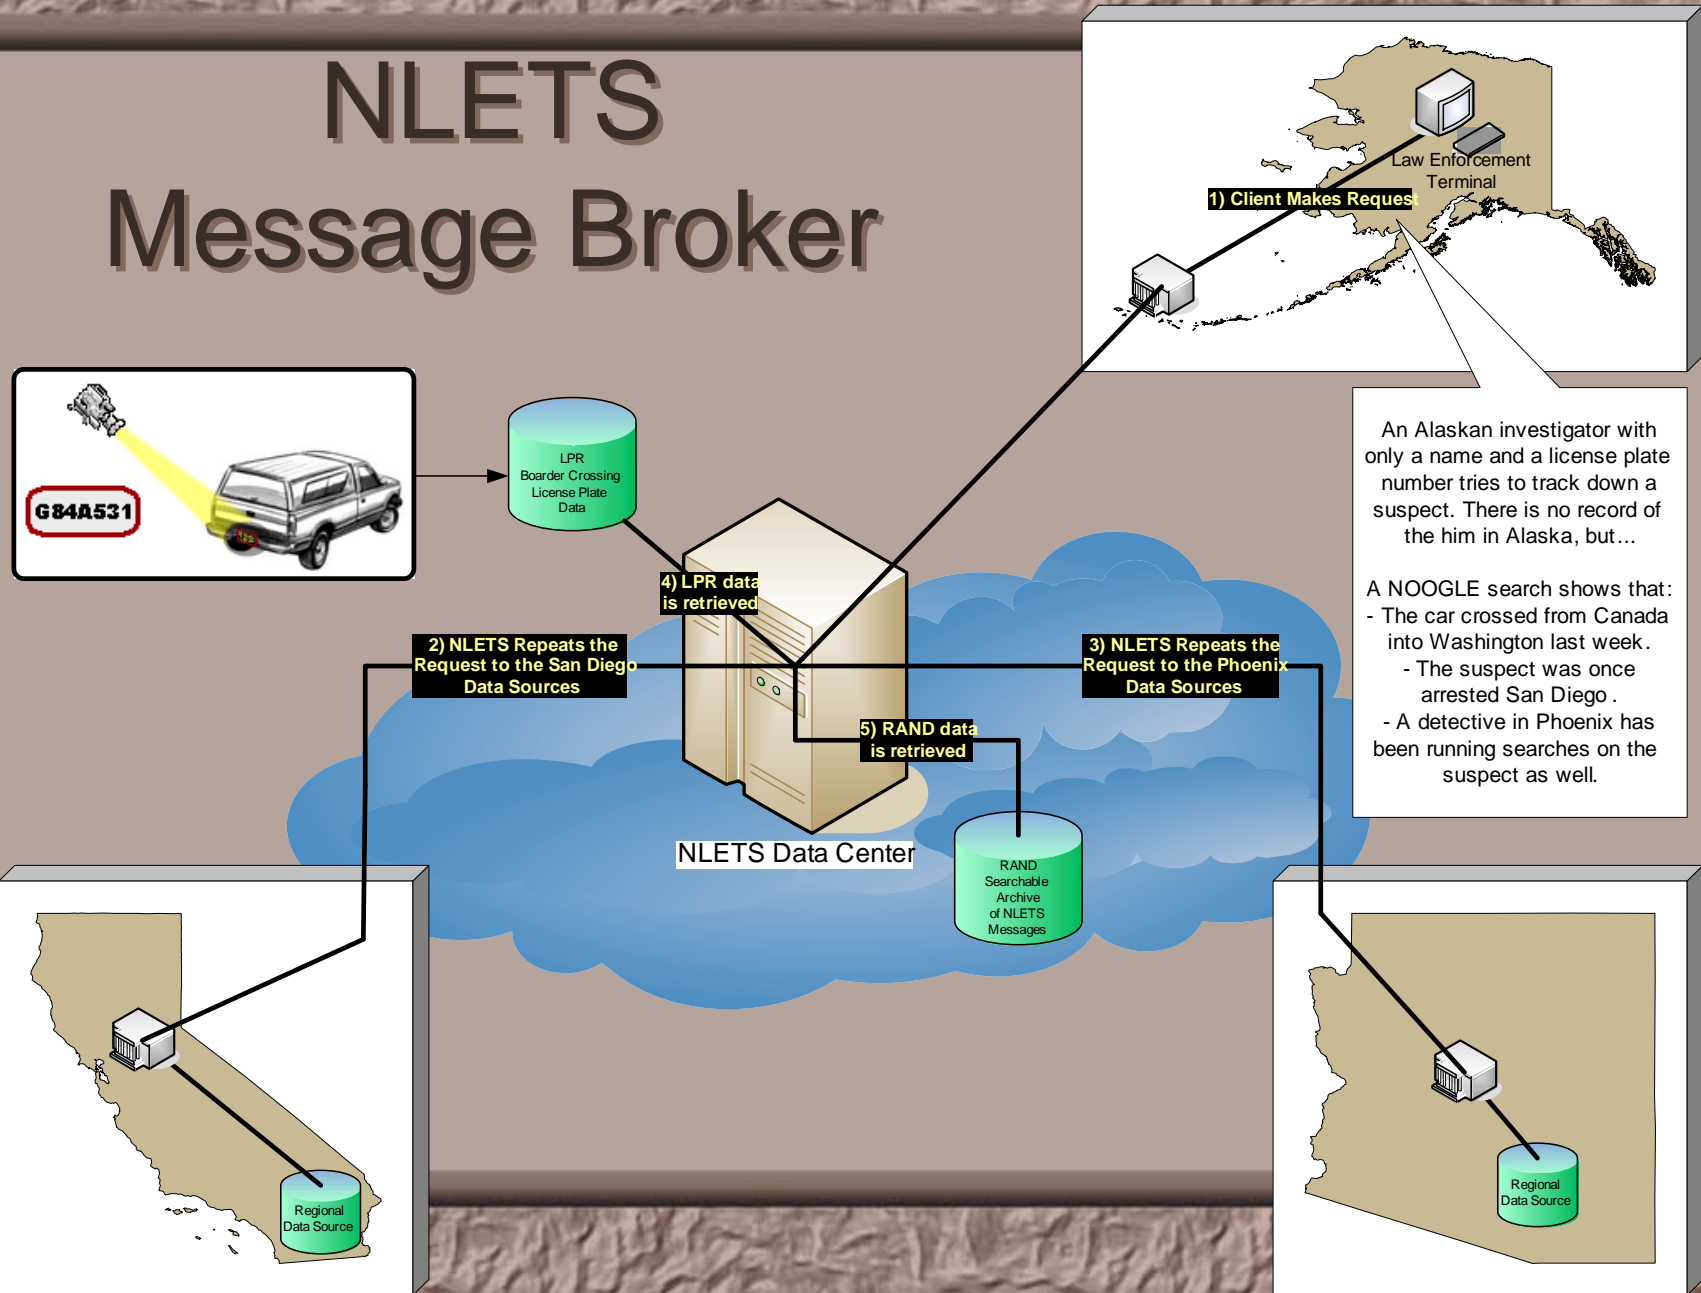 NLETS
Message Broker
Law Enforcement
Terminal
1) Client Makes Request
An Alaskan investigator with
only a name and a license plate
number tries to track down a
suspect. There is no record of
the him in Alaska, but...
A NOOGLE search shows that:
- The car crossed from Canada
into Washington last week.
- The suspect was once
arrested San Diego.
- A detective in Phoenix has
been running searches on the
suspect as well.
G84A531
LPR
Boarder Crossing
License Plate
Data
4) LPR data
is retrieved
2) NLETS Repeats the
Request to the San Diego
Data Sources
3) NLETS Repeats the
Request to the Phoenix
Data Sources
5) RAND data
is retrieved
NLETS Data Center
RAND
Searchable
Archive
of NLETS
Messages
Regional
Data Source
Regional
Data Source